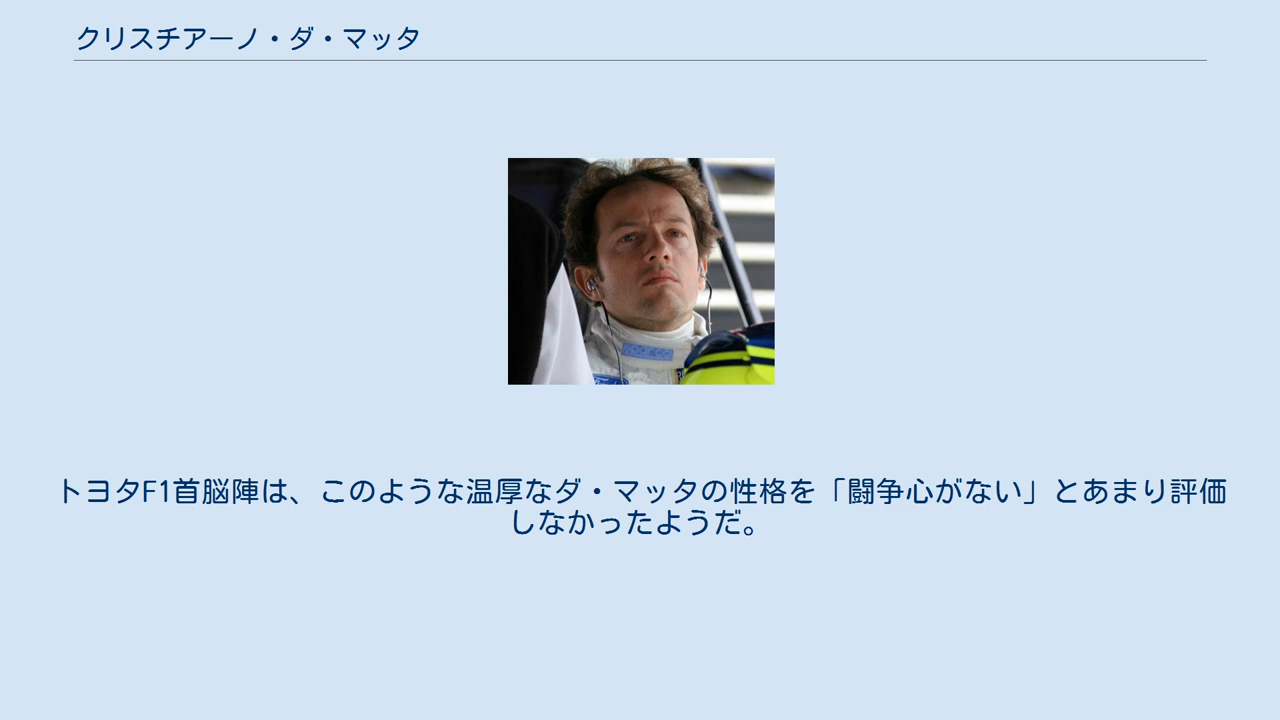 クリスチアーノ・ダ・マッタ
sparco
トヨタF1首脳陣は、このような温厚なダ・マッタの性格を「闘争心がない」とあまり評価
しなかったようだ。